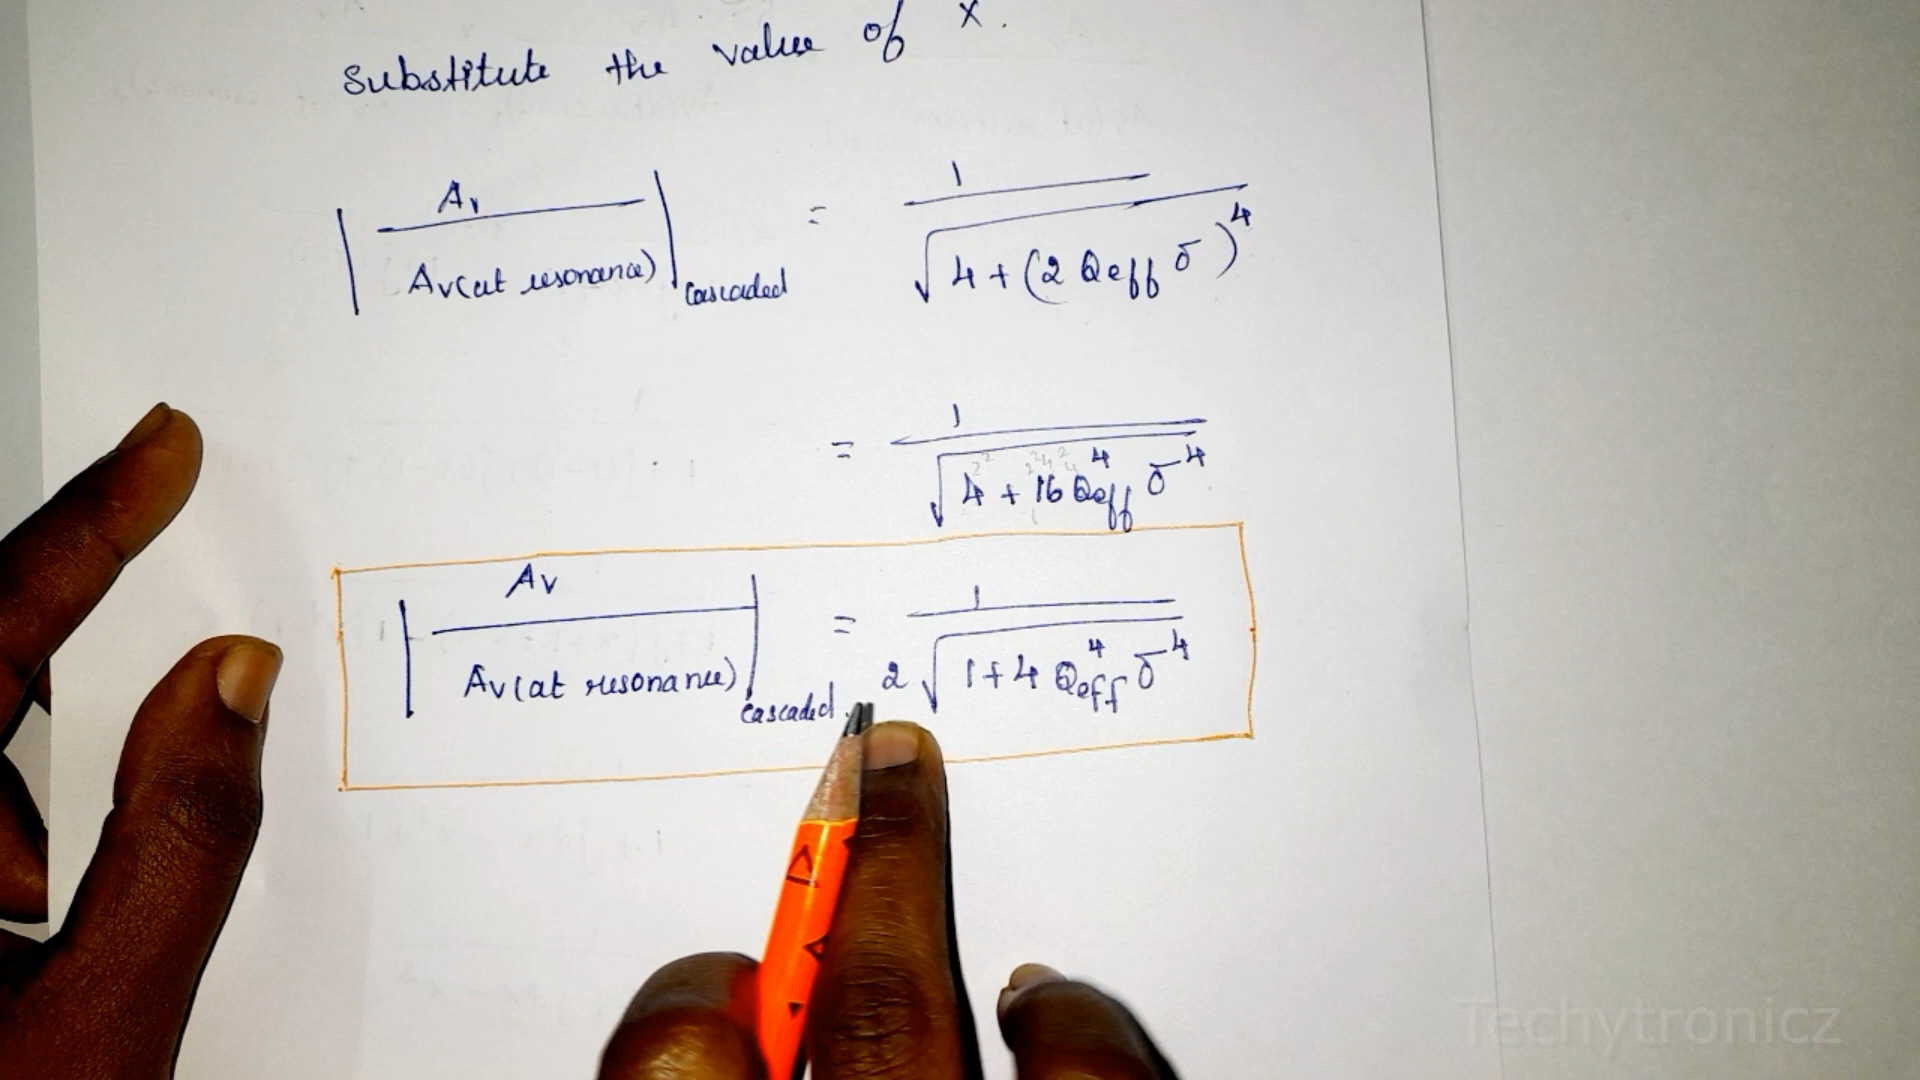 Substitute the value of x.
| Av / Av(at resonance) | cascaded = 1 / √4 + (2 Qeff δ)⁴
= 1 / √4 + 16 Qeff⁴ δ⁴
| Av / Av(at resonance) | cascaded. = 1 / 2 √1 + 4 Qeff⁴ δ⁴
Techytronicz